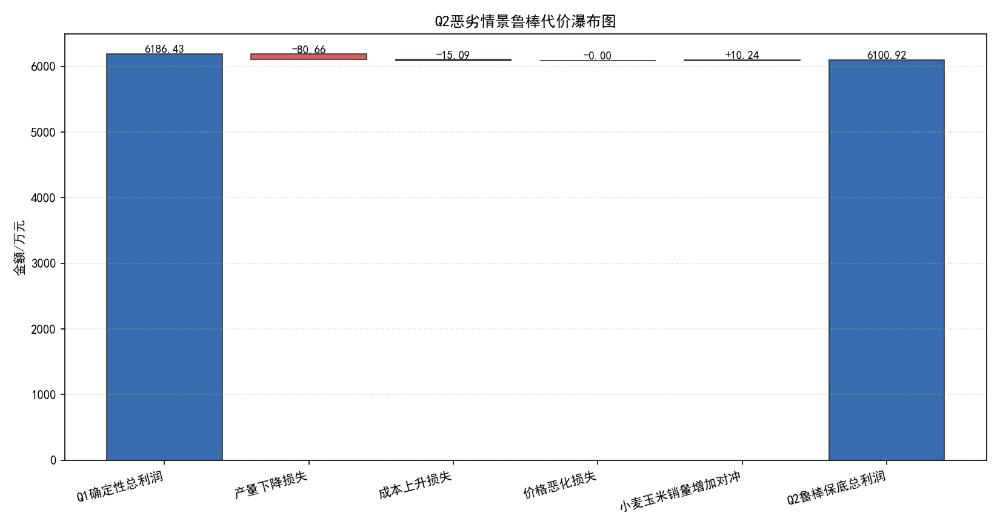 Q2恶劣情景鲁棒代价瀑布图
6186.43
−80.66
−15.09
−0.00
+10.24
6100.92
金额/万元
6000
5000
4000
3000
2000
1000
0
Q1确定性总利润
产量下降损失
成本上升损失
价格恶化损失
小麦玉米销量增加对冲
Q2鲁棒保底总利润